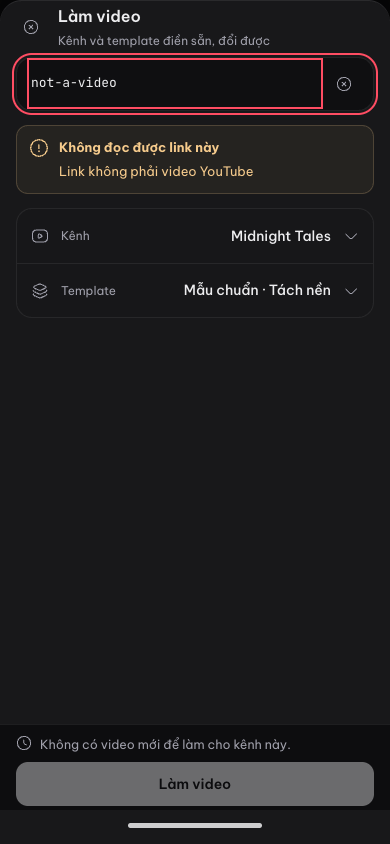 Làm video
Kênh và template điền sẵn, đổi được
not-a-video
Không đọc được link này
Link không phải video YouTube
Kênh
Midnight Tales
Template
Mẫu chuẩn · Tách nền
Không có video mới để làm cho kênh này.
Làm video